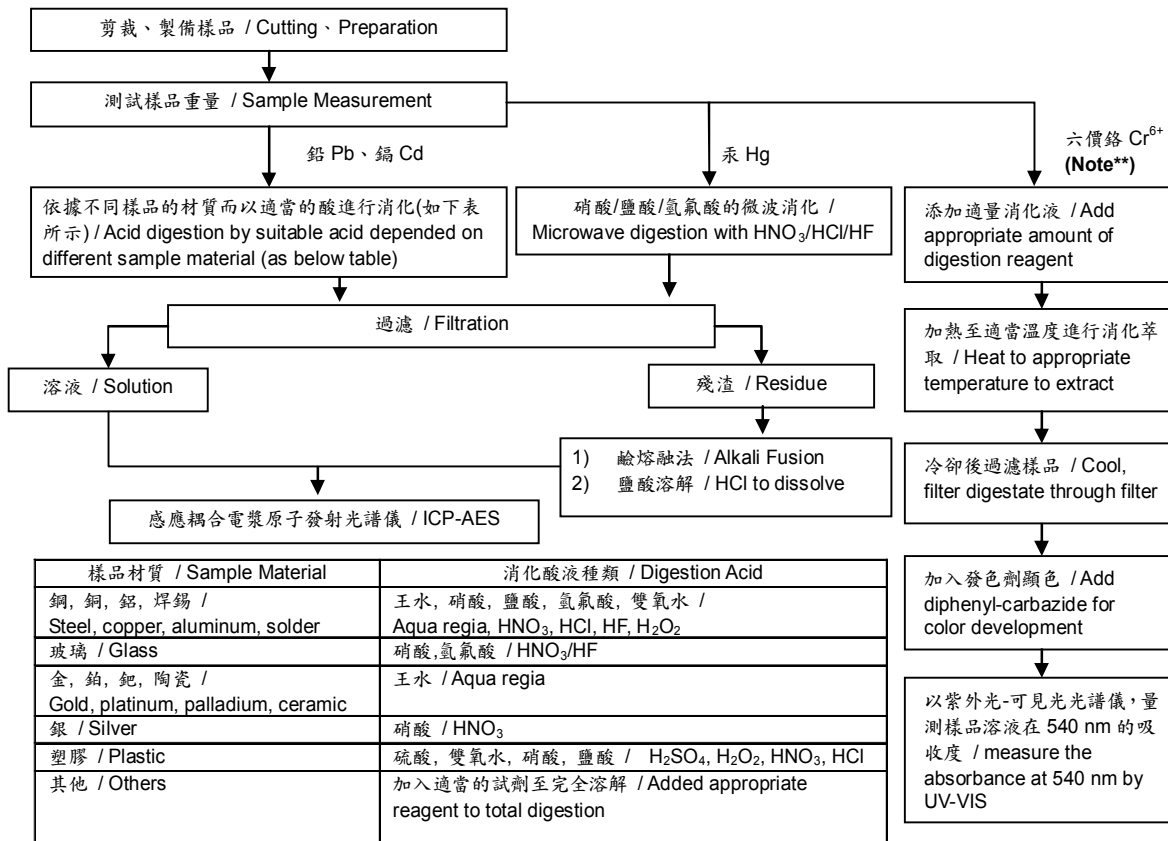 剪裁、製備樣品 / Cutting、Preparation
測試樣品重量 / Sample Measurement
鉛 Pb、鎘 Cd
汞 Hg
六價鉻 Cr⁶⁺
(Note**)
依據不同樣品的材質而以適當的酸進行消化(如下表
所示) / Acid digestion by suitable acid depended on
different sample material (as below table)
硝酸/鹽酸/氫氟酸的微波消化 /
Microwave digestion with HNO₃/HCl/HF
添加適量消化液 / Add
appropriate amount of
digestion reagent
過濾 / Filtration
溶液 / Solution
殘渣 / Residue
加熱至適當溫度進行消化萃
取 / Heat to appropriate
temperature to extract
1) 鹼熔融法 / Alkali Fusion
2) 鹽酸溶解 / HCl to dissolve
冷卻後過濾樣品 / Cool,
filter digestate through filter
感應耦合電漿原子發射光譜儀 / ICP-AES
加入發色劑顯色 / Add
diphenyl-carbazide for
color development
以紫外光-可見光光譜儀，量
測樣品溶液在 540 nm 的吸
收度 / measure the
absorbance at 540 nm by
UV-VIS
樣品材質 / Sample Material
消化酸液種類 / Digestion Acid
鋼, 銅, 鋁, 焊錫 /
Steel, copper, aluminum, solder
王水, 硝酸, 鹽酸, 氫氟酸, 雙氧水 /
Aqua regia, HNO₃, HCl, HF, H₂O₂
玻璃 / Glass
硝酸,氫氟酸 / HNO₃/HF
金, 鉑, 鈀, 陶瓷 /
Gold, platinum, palladium, ceramic
王水 / Aqua regia
銀 / Silver
硝酸 / HNO₃
塑膠 / Plastic
硫酸, 雙氧水, 硝酸, 鹽酸 / H₂SO₄, H₂O₂, HNO₃, HCl
其他 / Others
加入適當的試劑至完全溶解 / Added appropriate
reagent to total digestion